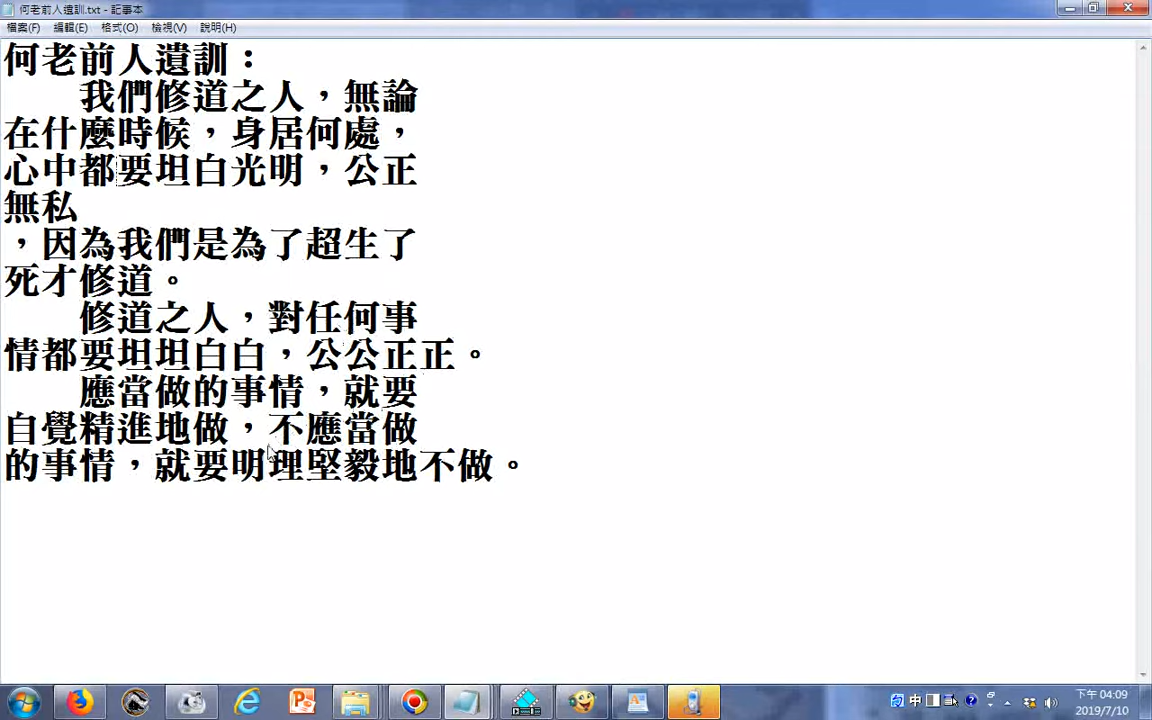 何老前人遺訓.txt - 記事本
檔案(F) 編輯(E) 格式(O) 檢視(V) 說明(H)
何老前人遺訓：
我們修道之人，無論
在什麼時候，身居何處，
心中都要坦白光明，公正
無私
，因為我們是為了超生了
死才修道。
修道之人，對任何事
情都要坦坦白白，公公正正。
應當做的事情，就要
自覺精進地做，不應當做
的事情，就要明理堅毅地不做。
中
下午 04:09
2019/7/10